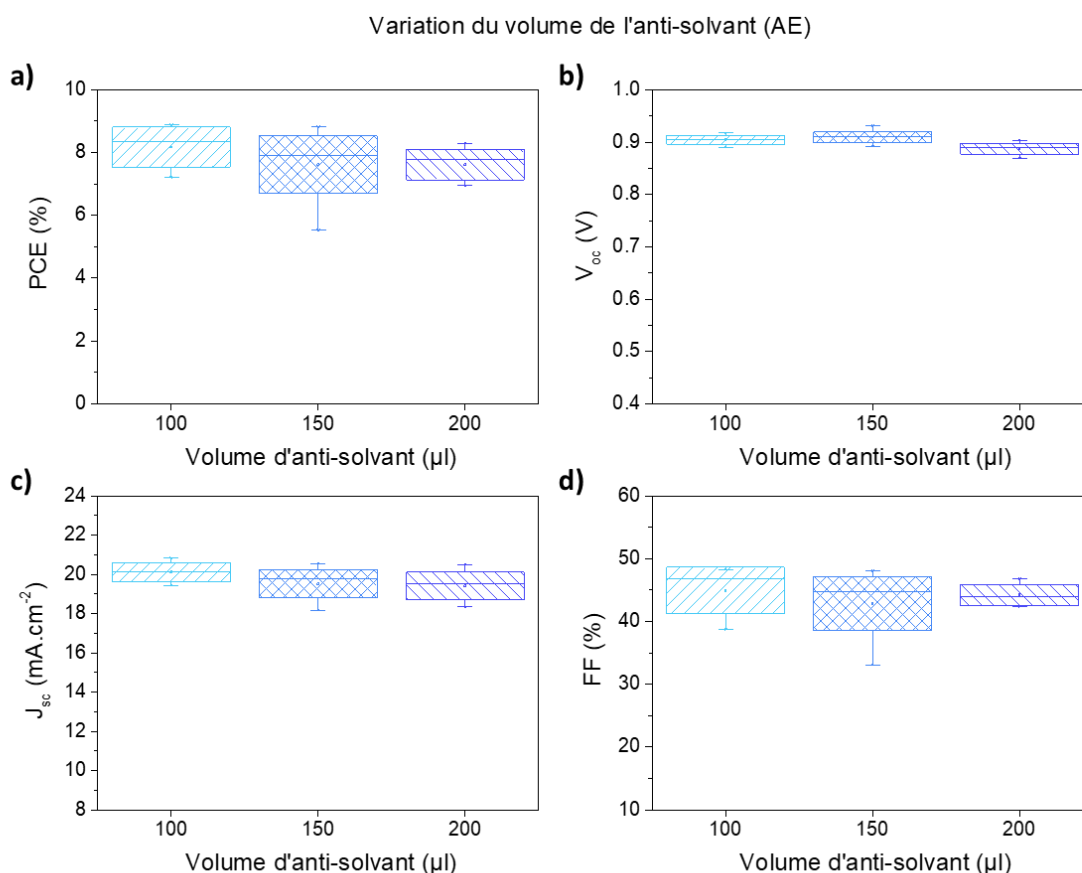 Variation du volume de l'anti-solvant (AE)
a)
PCE (%)
10
8
6
4
2
0
100 150 200
Volume d'anti-solvant (µl)
b)
V_oc (V)
1.0
0.9
0.8
0.7
0.6
0.5
0.4
100 150 200
Volume d'anti-solvant (µl)
c)
J_sc (mA.cm⁻²)
24
22
20
18
16
14
12
10
8
100 150 200
Volume d'anti-solvant (µl)
d)
FF (%)
60
50
40
30
20
10
100 150 200
Volume d'anti-solvant (µl)